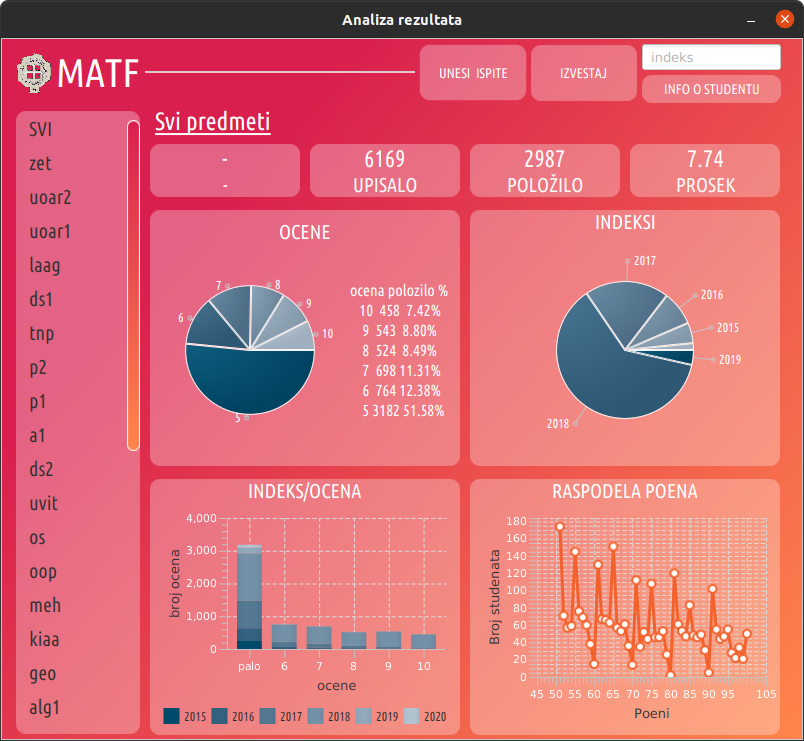 Analiza rezultata
MATF
UNESI ISPITE
IZVESTAJ
indeks
INFO O STUDENTU
SVI
zet
uoar2
uoar1
laag
ds1
tnp
p2
p1
a1
ds2
uvit
os
oop
meh
kiaa
geo
alg1
Svi predmeti
-
-
6169
UPISALO
2987
POLOŽILO
7.74
PROSEK
OCENE
7
8
9
6
10
5
ocena polozilo %
10 458 7.42%
9 543 8.80%
8 524 8.49%
7 698 11.31%
6 764 12.38%
5 3182 51.58%
INDEKSI
2017
2016
2015
2019
2018
INDEKS/OCENA
4,000
3,000
2,000
1,000
0
broj ocena
palo 6 7 8 9 10
ocene
2015 2016 2017 2018 2019 2020
RASPODELA POENA
180
160
140
120
100
80
60
40
20
0
Broj studenata
45 50 55 60 65 70 75 80 85 90 95 105
Poeni